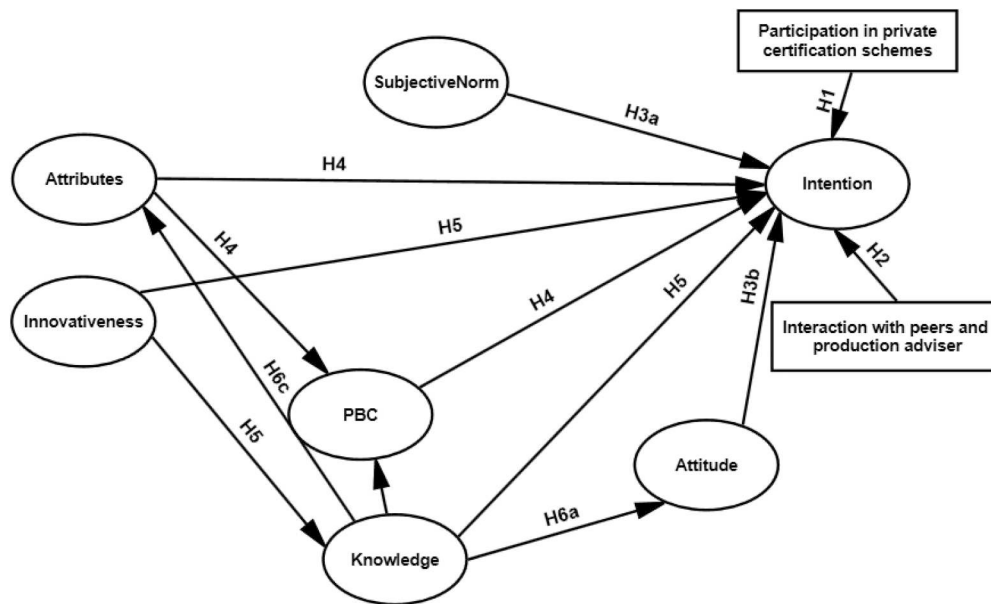 Participation in private
certification schemes
SubjectiveNorm
H1
H3a
Attributes
H4
Intention
H5
H4
H2
Innovativeness
H4
H5
H3b
Interaction with peers and
production adviser
H6c
PBC
H5
Attitude
H6a
Knowledge